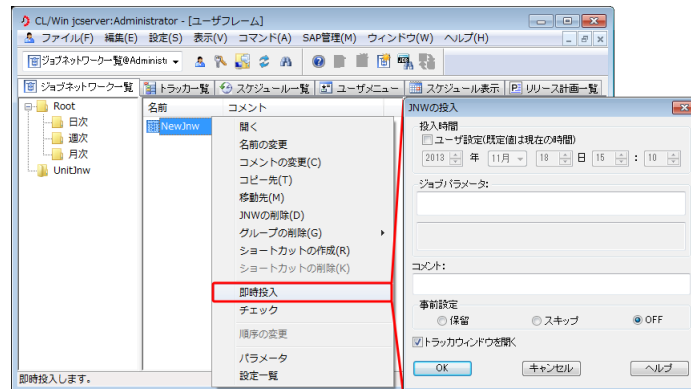 CL/Win jcserver:Administrator - [ユーザフレーム]
ファイル(F) 編集(E) 設定(S) 表示(V) コマンド(A) SAP管理(M) ウィンドウ(W) ヘルプ(H)
ジョブネットワーク一覧@Administ
ジョブネットワーク一覧 トラッカ一覧 スケジュール一覧 ユーザメニュー スケジュール表示 リリース計画一覧
Root
日次
週次
月次
UnitJnw
名前 コメント
NewJnw
開く
名前の変更
コメントの変更(C)
コピー先(T)
移動先(M)
JNWの削除(D)
グループの削除(G)
ショートカットの作成(R)
ショートカットの削除(K)
即時投入
チェック
順序の変更
パラメータ
設定一覧
JNWの投入
投入時間
ユーザ設定(既定値は現在の時間)
2013 年 11月 18 日 15 : 10
ジョブパラメータ:
コメント:
事前設定
保留 スキップ OFF
トラッカウィンドウを開く
OK キャンセル ヘルプ
即時投入します。